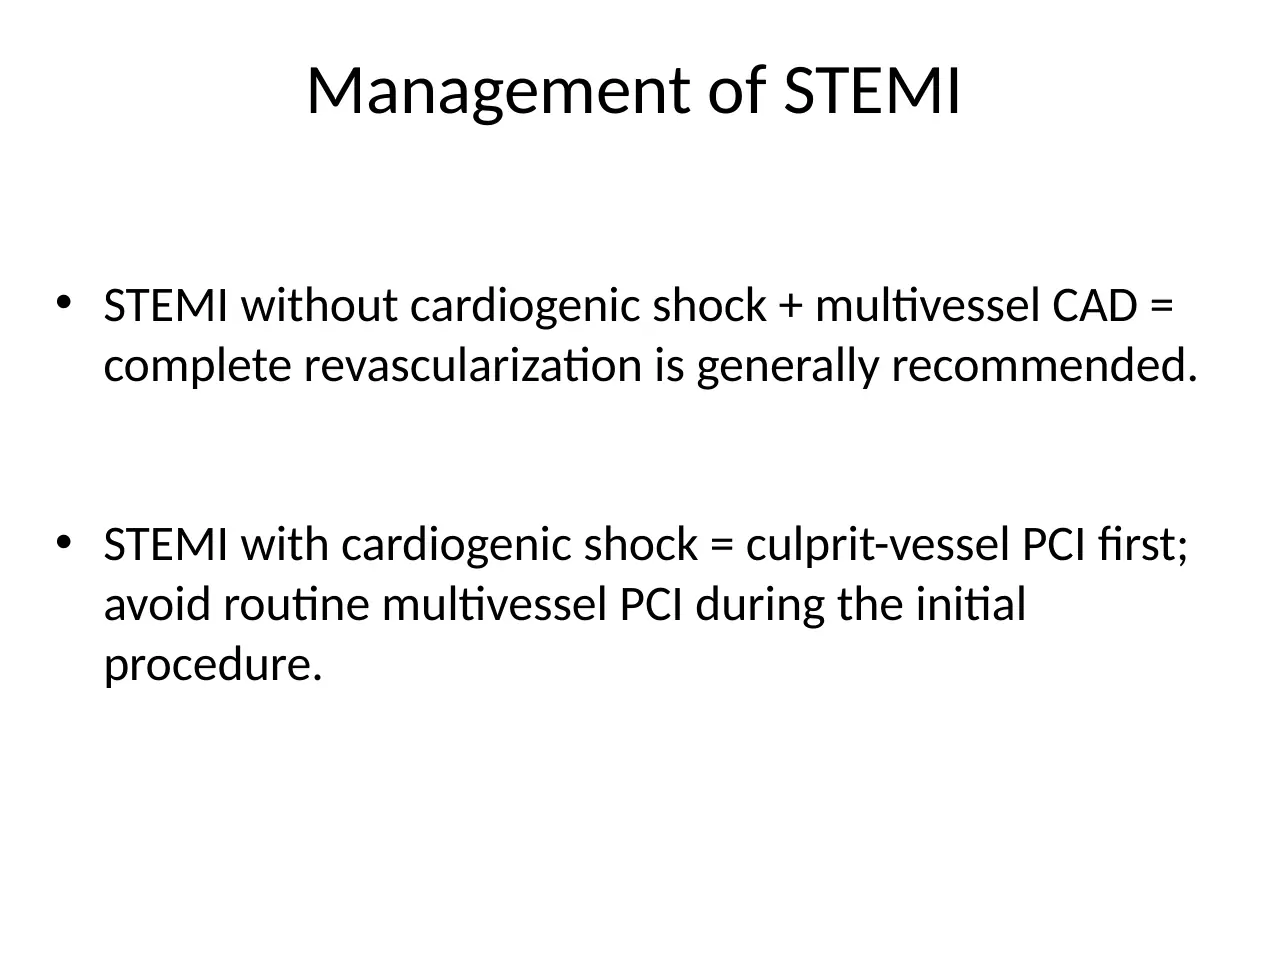 Management of STEMI
• STEMI without cardiogenic shock + multivessel CAD =
complete revascularization is generally recommended.
• STEMI with cardiogenic shock = culprit-vessel PCI first;
avoid routine multivessel PCI during the initial
procedure.